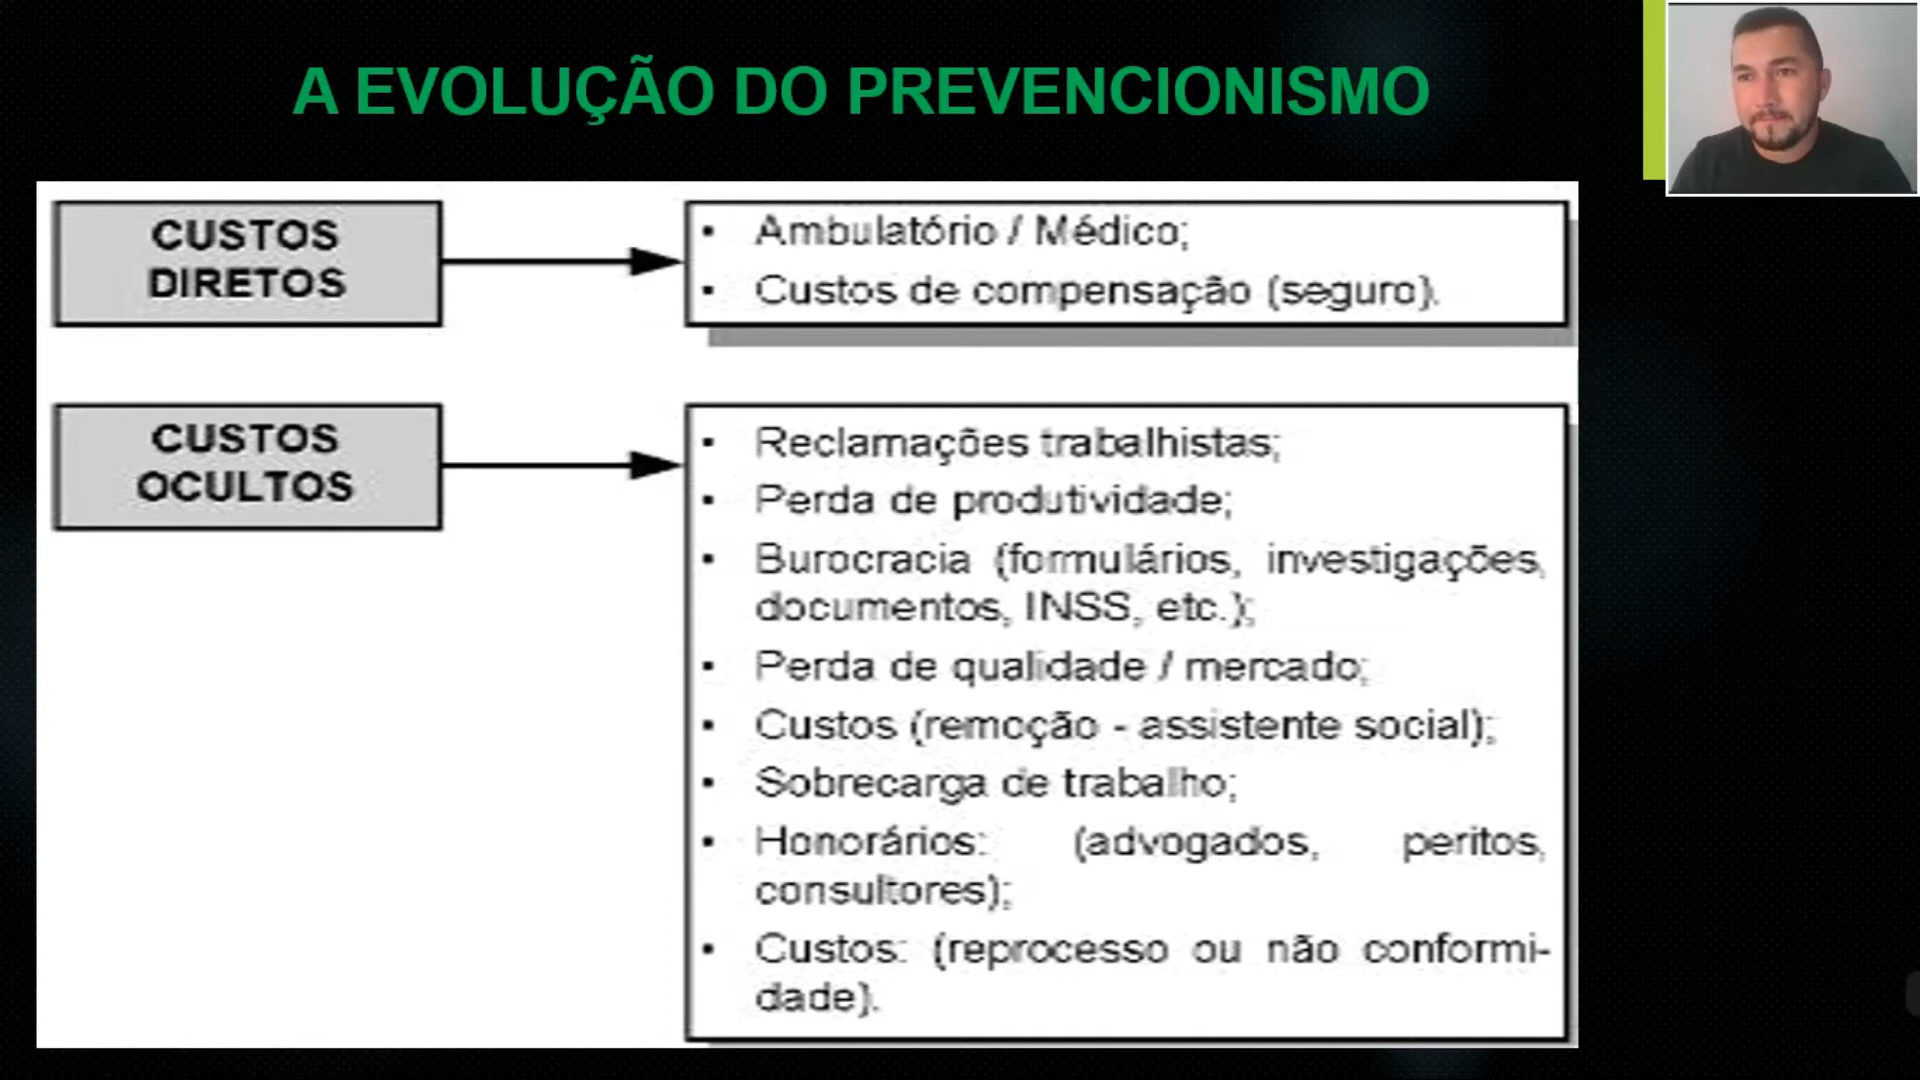 A EVOLUÇÃO DO PREVENCIONISMO
CUSTOS
DIRETOS
• Ambulatório / Médico;
• Custos de compensação (seguro).
CUSTOS
OCULTOS
• Reclamações trabalhistas;
• Perda de produtividade;
• Burocracia (formulários, investigações,
documentos, INSS, etc.);
• Perda de qualidade / mercado;
• Custos (remoção - assistente social);
• Sobrecarga de trabalho;
• Honorários: (advogados, peritos,
consultores);
• Custos: (reprocesso ou não conformi-
dade).